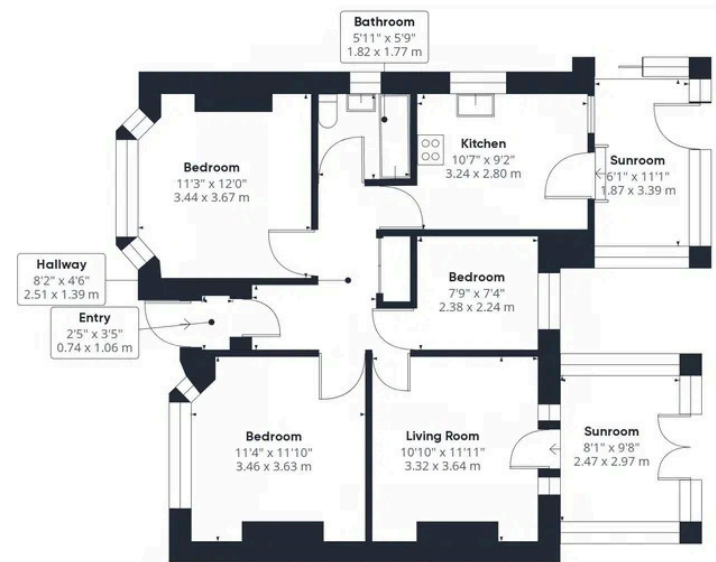 Bathroom
5'11" x 5'9"
1.82 x 1.77 m
Bedroom
11'3" x 12'0"
3.44 x 3.67 m
Kitchen
10'7" x 9'2"
3.24 x 2.80 m
Sunroom
6'1" x 11'1"
1.87 x 3.39 m
Hallway
8'2" x 4'6"
2.51 x 1.39 m
Entry
2'5" x 3'5"
0.74 x 1.06 m
Bedroom
7'9" x 7'4"
2.38 x 2.24 m
Bedroom
11'4" x 11'10"
3.46 x 3.63 m
Living Room
10'10" x 11'11"
3.32 x 3.64 m
Sunroom
8'1" x 9'8"
2.47 x 2.97 m